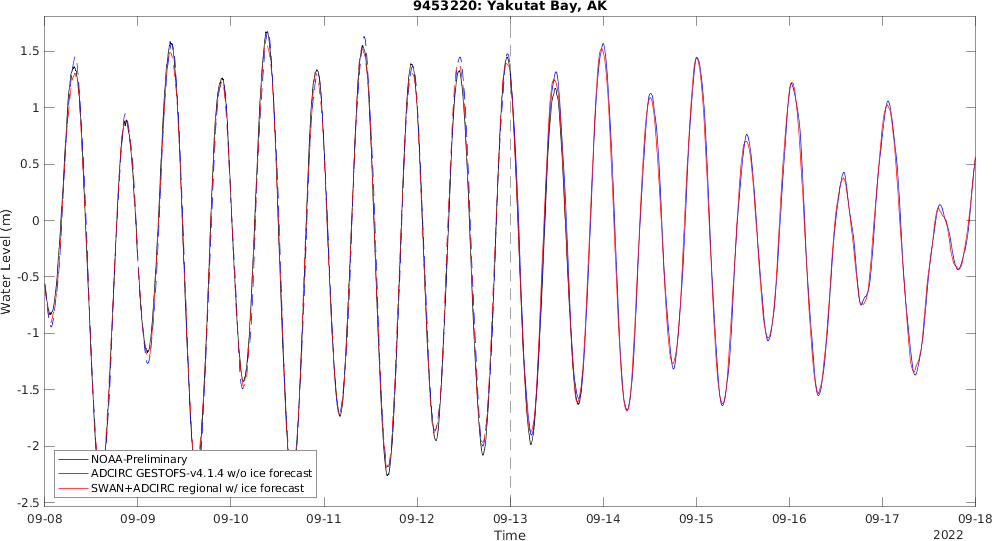 9453220: Yakutat Bay, AK
Water Level (m)
1.5
1
0.5
0
-0.5
-1
-1.5
-2
-2.5
NOAA-Preliminary
ADCIRC GESTOFS-v4.1.4 w/o ice forecast
SWAN+ADCIRC regional w/ ice forecast
09-08 09-09 09-10 09-11 09-12 09-13 09-14 09-15 09-16 09-17 09-18
Time
2022